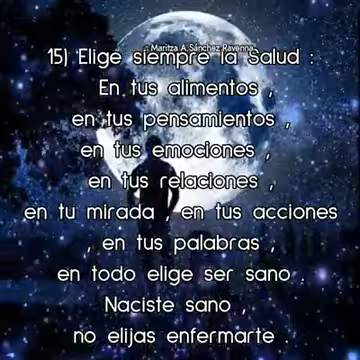 Maritza A Sánchez Ravenna
15) Elige siempre la Salud :
En tus alimentos ,
en tus pensamientos ,
en tus emociones ,
en tus relaciones ,
en tu mirada , en tus acciones
, en tus palabras ,
en todo elige ser sano .
Naciste sano ,
no elijas enfermarte .